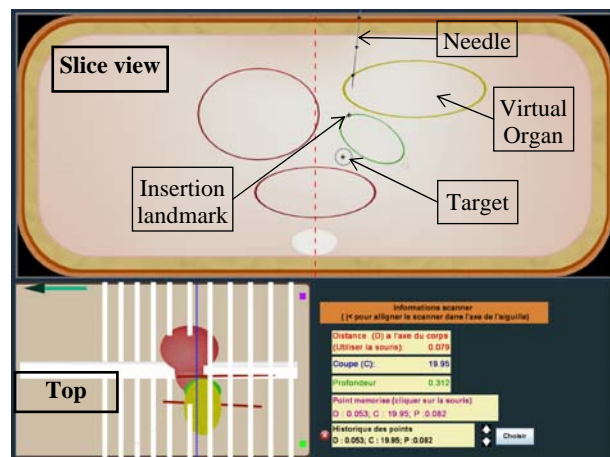 Slice view
Needle
Virtual
Organ
Insertion
landmark
Target
Top
Informations scanner
( )< pour alligner le scanner dans l'axe de l'aiguille)
Distance (D) a l'axe du corps
(Utiliser la souris): 0.079
Coupe (C): 19.95
Profondeur 0.312
Point memorise (cliquer sur la souris)
D : 0.053; C : 19.95; P :0.082
Historique des points
D : 0.053; C : 19.95; P :0.082
Choisir